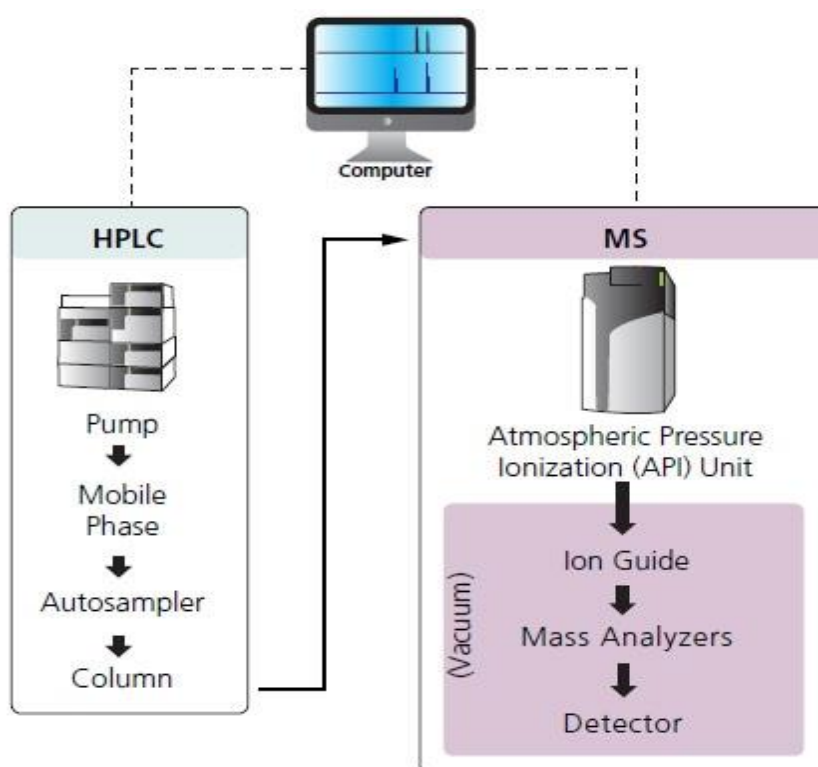 Computer
HPLC
Pump
Mobile
Phase
Autosampler
Column
MS
Atmospheric Pressure
Ionization (API) Unit
(Vacuum)
Ion Guide
Mass Analyzers
Detector